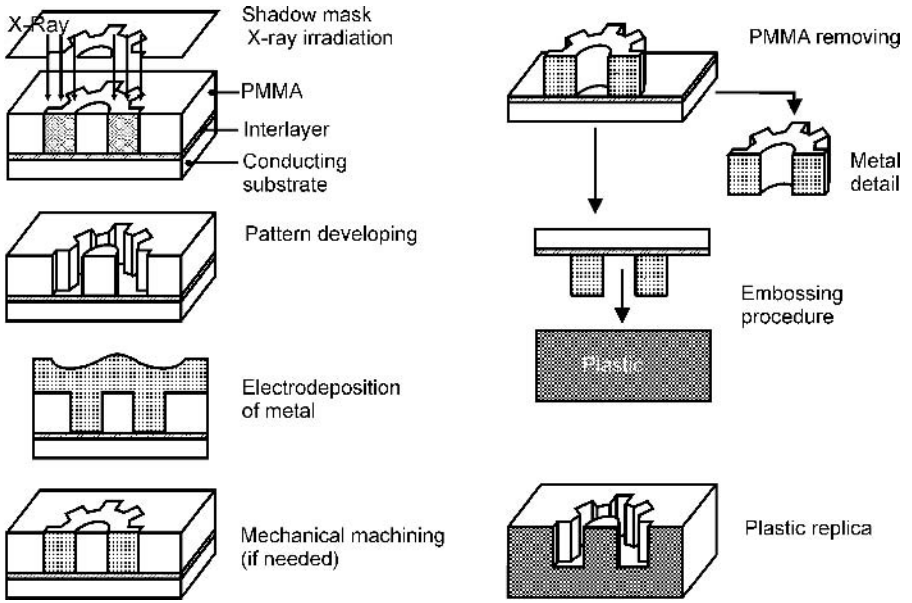 Shadow mask
X-ray irradiation
X-Ray
PMMA
Interlayer
Conducting
substrate
Pattern developing
Electrodeposition
of metal
Mechanical machining
(if needed)
PMMA removing
Metal
detail
Embossing
procedure
Plastic
Plastic replica